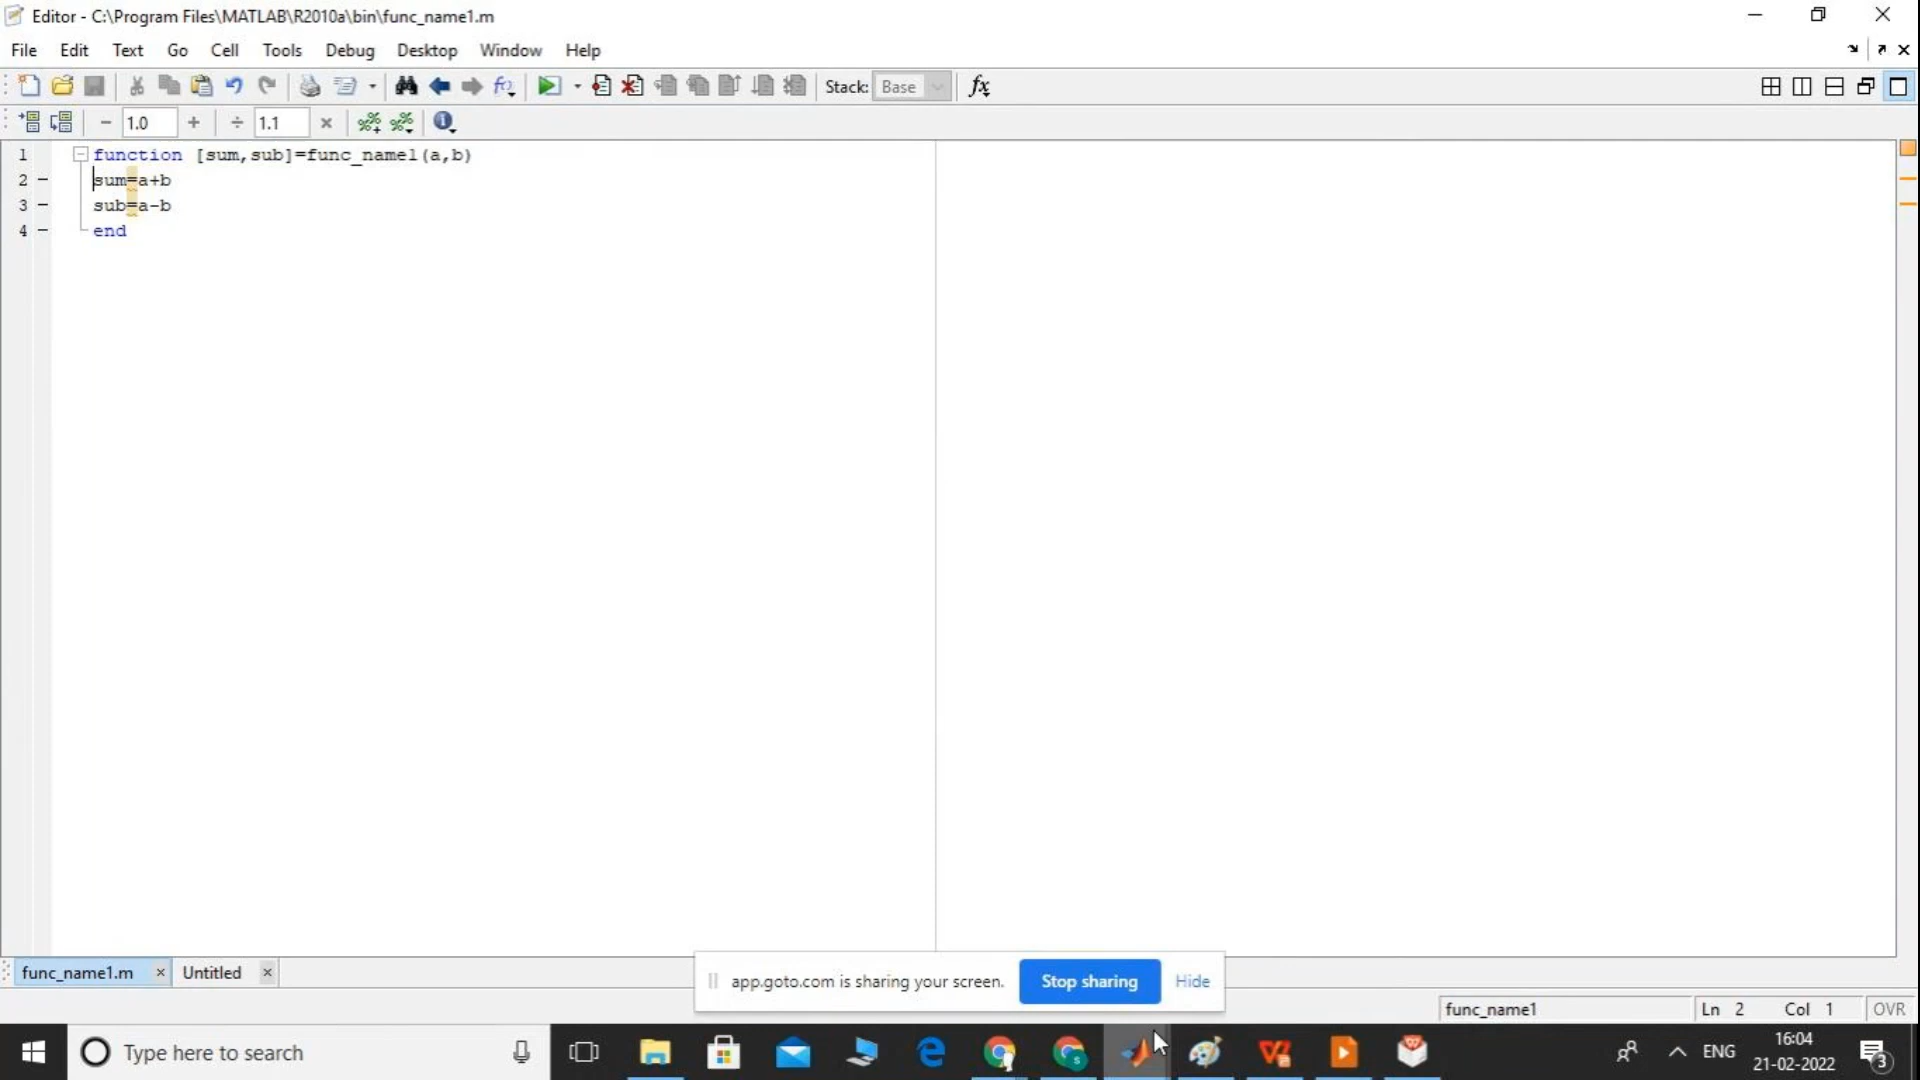 Editor - C:\Program Files\MATLAB\R2010a\bin\func_name1.m
File Edit Text Go Cell Tools Debug Desktop Window Help
Stack: Base fx
− 1.0 + ÷ 1.1 ×
1 function [sum,sub]=func_name1(a,b)
2 − sum=a+b
3 − sub=a-b
4 − end
func_name1.m × Untitled ×
app.goto.com is sharing your screen. Stop sharing Hide
func_name1 Ln 2 Col 1 OVR
Type here to search
ENG
16:04
21-02-2022
3